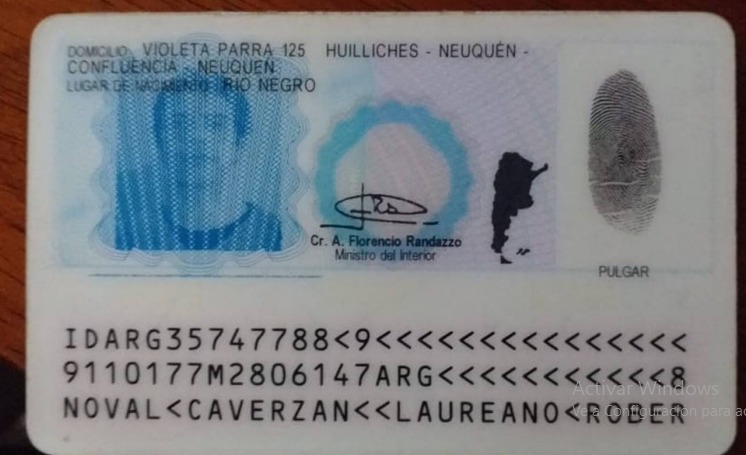 DOMICILIO: VIOLETA PARRA 125 HUILLICHES - NEUQUÉN -
CONFLUENCIA - NEUQUEN
LUGAR DE NACIMIENTO: RIO NEGRO
Cr. A. Florencio Randazzo
Ministro del Interior
PULGAR
IDARG35747788<9<<<<<<<<<<<<<<<
9110177M2806147ARG<<<<<<<<<<<8
NOVAL<CAVERZAN<<LAUREANO<ROBER
Activar Windows
Ve a Configuración para